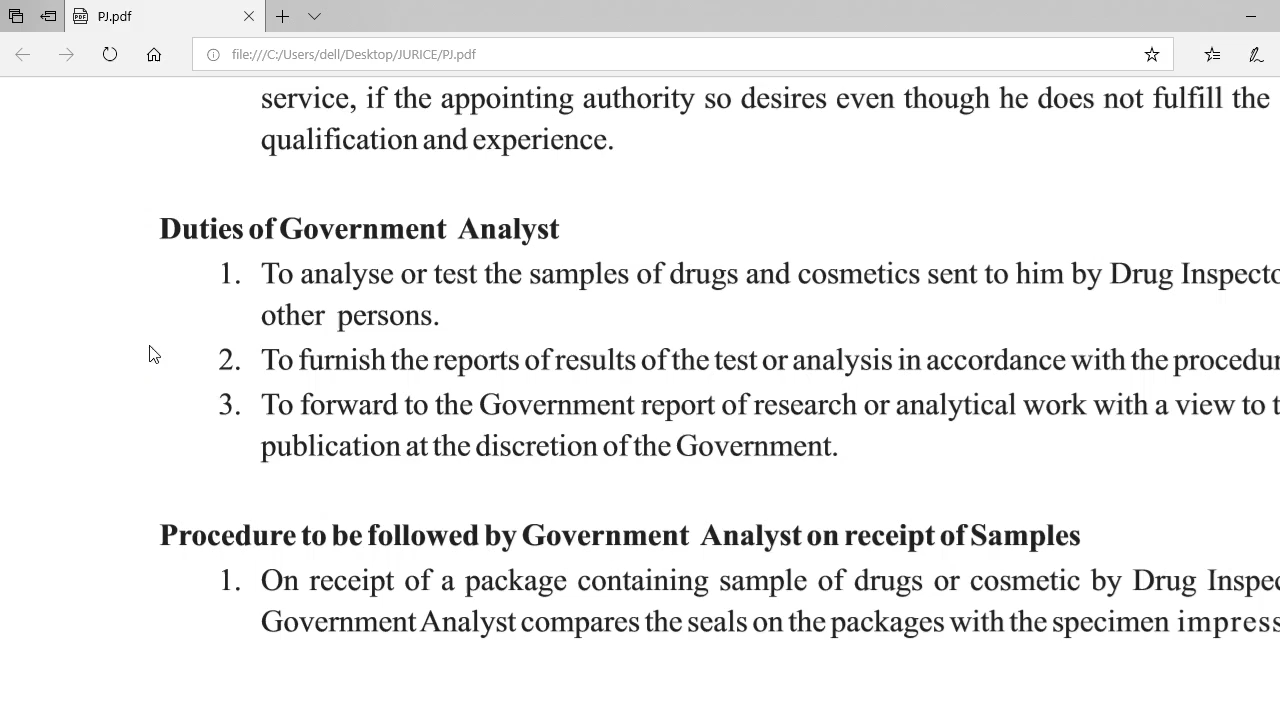 PJ.pdf
file:///C:/Users/dell/Desktop/JURICE/PJ.pdf
service, if the appointing authority so desires even though he does not fulfill the
qualification and experience.
Duties of Government Analyst
1. To analyse or test the samples of drugs and cosmetics sent to him by Drug Inspecto
other persons.
2. To furnish the reports of results of the test or analysis in accordance with the procedur
3. To forward to the Government report of research or analytical work with a view to t
publication at the discretion of the Government.
Procedure to be followed by Government Analyst on receipt of Samples
1. On receipt of a package containing sample of drugs or cosmetic by Drug Inspec
Government Analyst compares the seals on the packages with the specimen impress